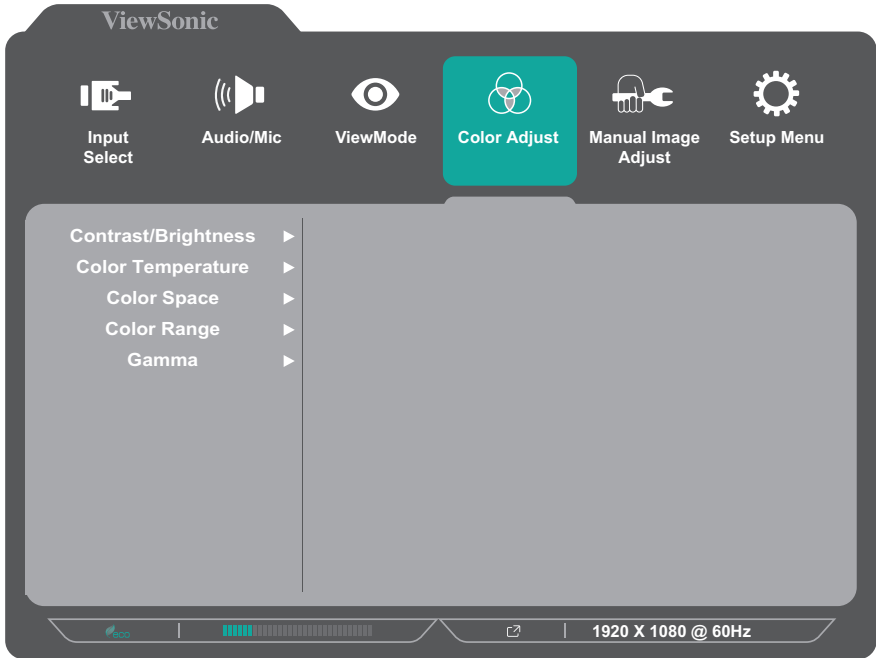 ViewSonic
Input
Select
Audio/Mic
ViewMode
Color Adjust
Manual Image
Adjust
Setup Menu
Contrast/Brightness
Color Temperature
Color Space
Color Range
Gamma
eco
1920 X 1080 @ 60Hz